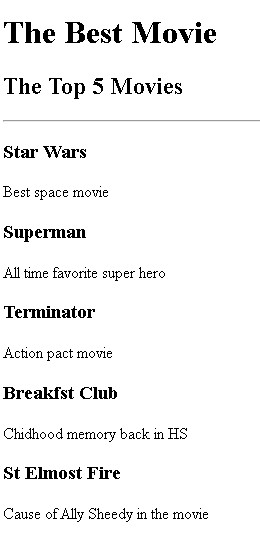 The Best Movie
The Top 5 Movies
Star Wars
Best space movie
Superman
All time favorite super hero
Terminator
Action pact movie
Breakfst Club
Chidhood memory back in HS
St Elmost Fire
Cause of Ally Sheedy in the movie